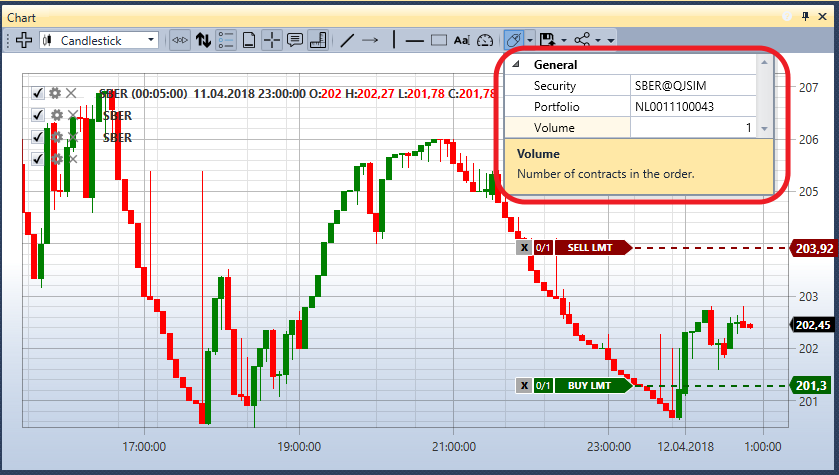 Chart
Candlestick
Aa
General
Security SBER@QJSIM
Portfolio NL0011100043
Volume 1
Volume
Number of contracts in the order.
SBER (00:05:00) 11.04.2018 23:00:00 O:202 H:202,27 L:201,78 C:201,78
SBER
SBER
207
206
205
204
x 0/1 SELL LMT 203,92
203
202,45
202
x 0/1 BUY LMT 201,3
201
17:00:00 19:00:00 21:00:00 23:00:00 12.04.2018 1:00:00